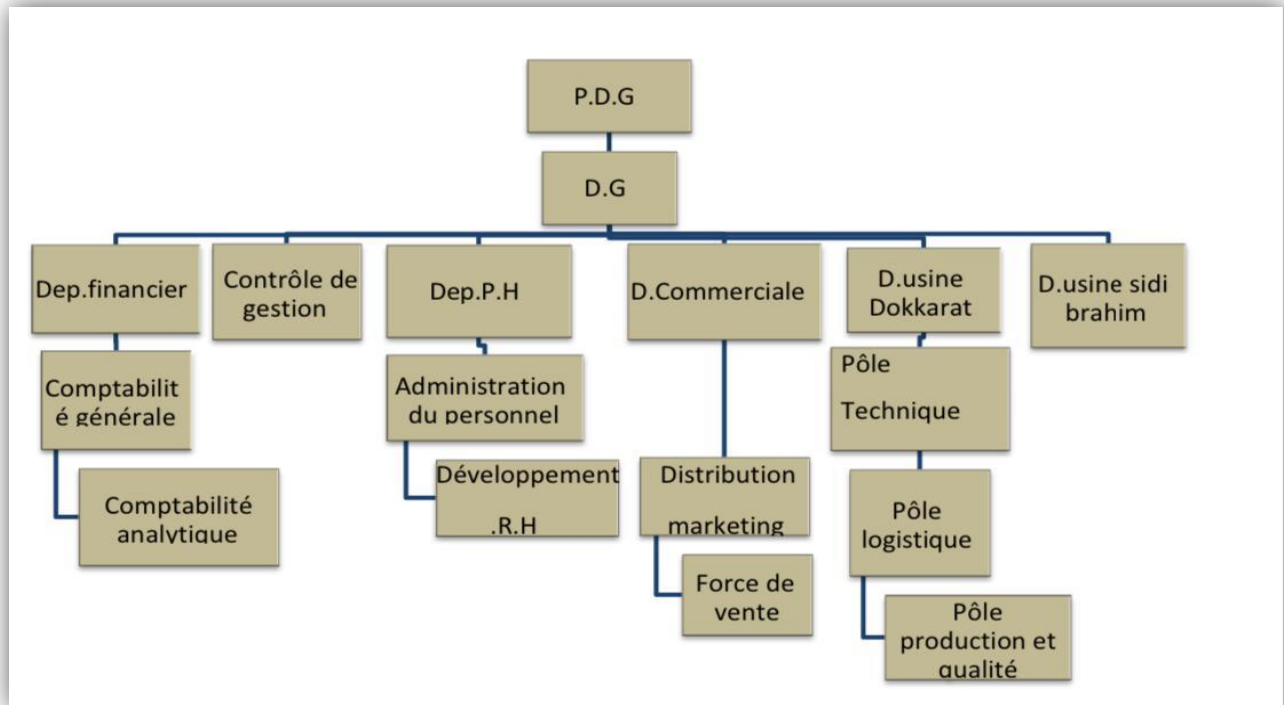 P.D.G
D.G
Dep.financier
Contrôle de
gestion
Dep.P.H
D.Commerciale
D.usine
Dokkarat
D.usine sidi
brahim
Comptabilit
é générale
Administration
du personnel
Pôle
Technique
Comptabilité
analytique
Développement
.R.H
Distribution
marketing
Pôle
logistique
Force de
vente
Pôle
production et
qualité